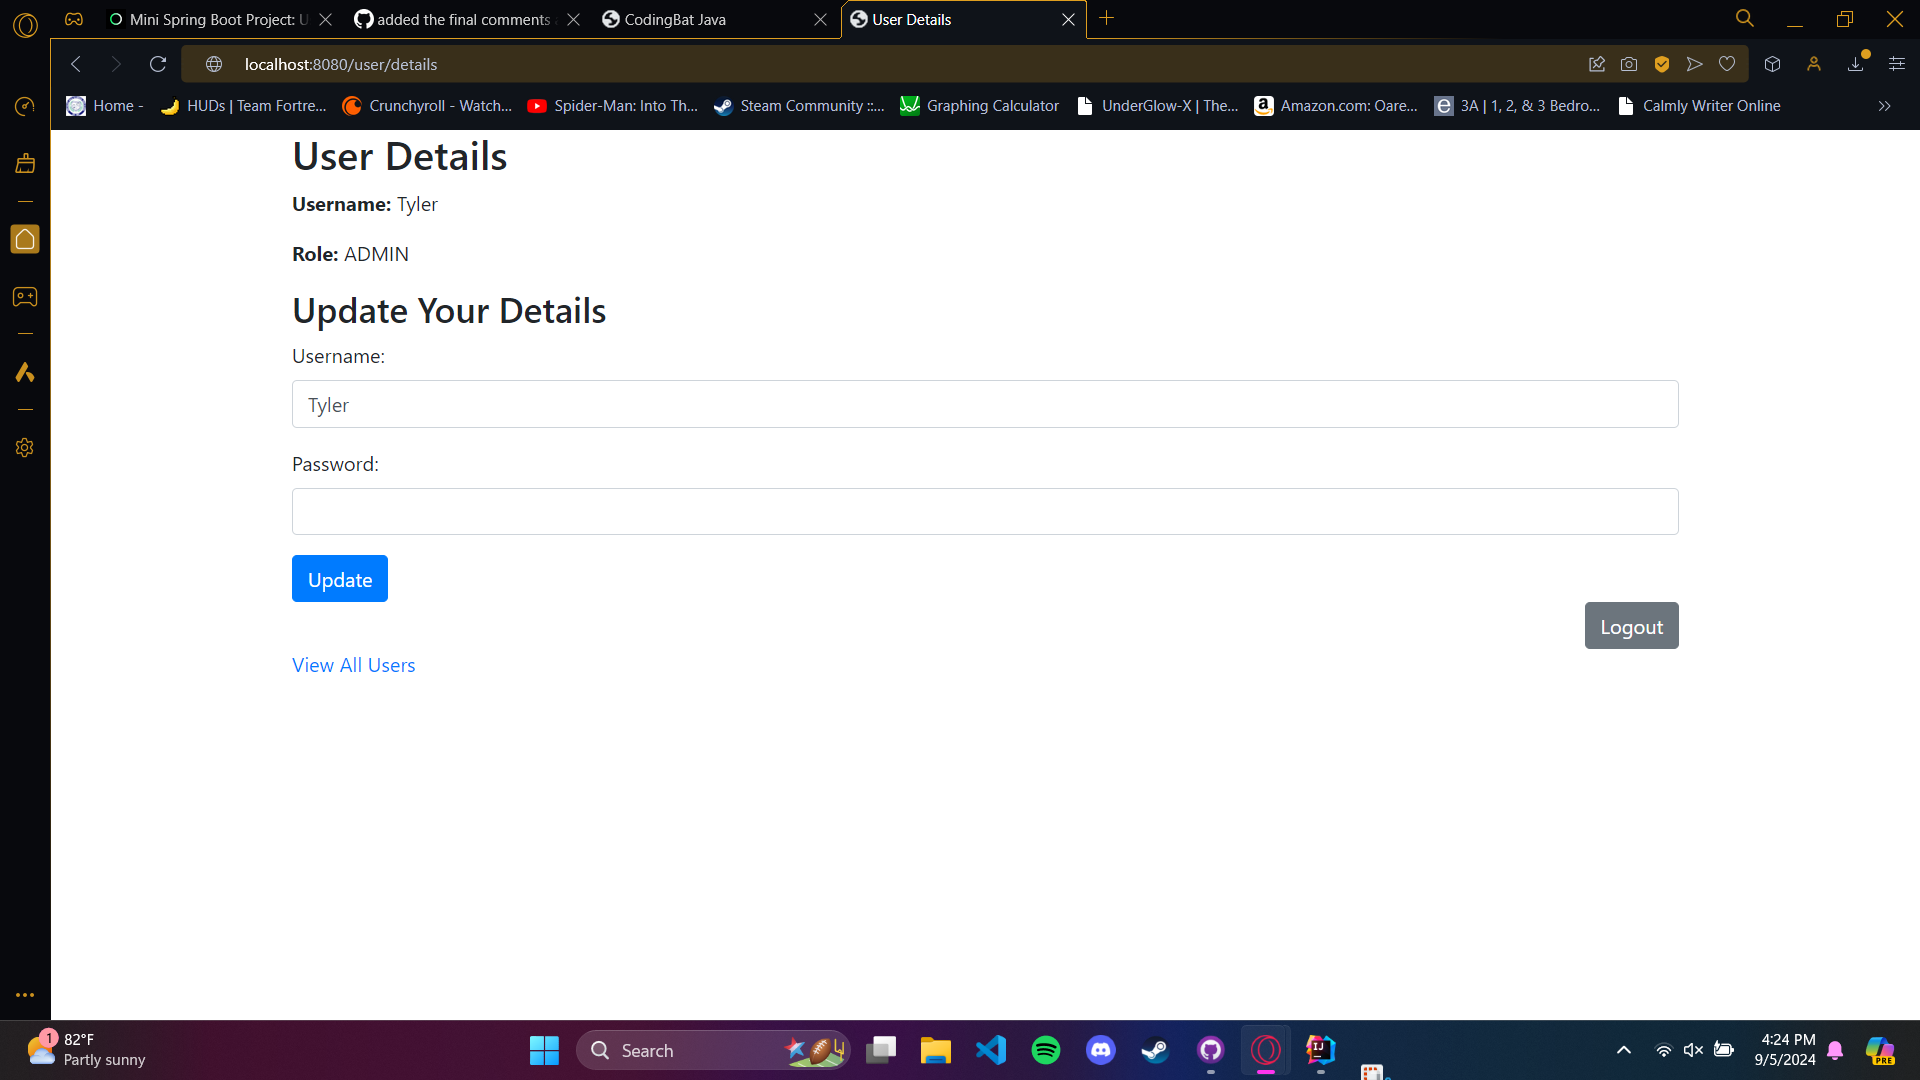 Mini Spring Boot Project: U
added the final comments
CodingBat Java
User Details
localhost:8080/user/details
Home -
HUDs | Team Fortre...
Crunchyroll - Watch...
Spider-Man: Into Th...
Steam Community ::...
Graphing Calculator
UnderGlow-X | The...
Amazon.com: Oare...
3A | 1, 2, & 3 Bedro...
Calmly Writer Online
User Details
Username: Tyler
Role: ADMIN
Update Your Details
Username:
Tyler
Password:
Update
Logout
View All Users
1
82°F
Partly sunny
Search
IJ
4:24 PM
9/5/2024
PRE